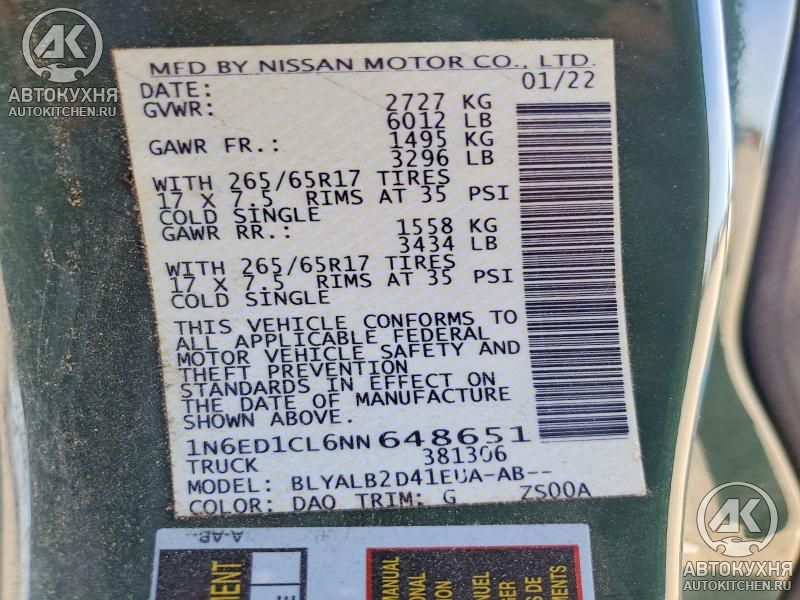 АК
АВТОКУХНЯ
AUTOKITCHEN.RU
MFD BY NISSAN MOTOR CO., LTD.
DATE: 01/22
GVWR: 2727 KG
6012 LB
GAWR FR.: 1495 KG
3296 LB
WITH 265/65R17 TIRES
17 X 7.5 RIMS AT 35 PSI
COLD SINGLE
GAWR RR.: 1558 KG
3434 LB
WITH 265/65R17 TIRES
17 X 7.5 RIMS AT 35 PSI
COLD SINGLE
THIS VEHICLE CONFORMS TO
ALL APPLICABLE FEDERAL
MOTOR VEHICLE SAFETY AND
THEFT PREVENTION
STANDARDS IN EFFECT ON
THE DATE OF MANUFACTURE
SHOWN ABOVE.
1N6ED1CL6NN648651
TRUCK 381306
MODEL: BLYALB2D41EUA-AB--
COLOR: DAO TRIM: G ZS00A
MANUAL
АК
АВТОКУХНЯ
AUTOKITCHEN.RU